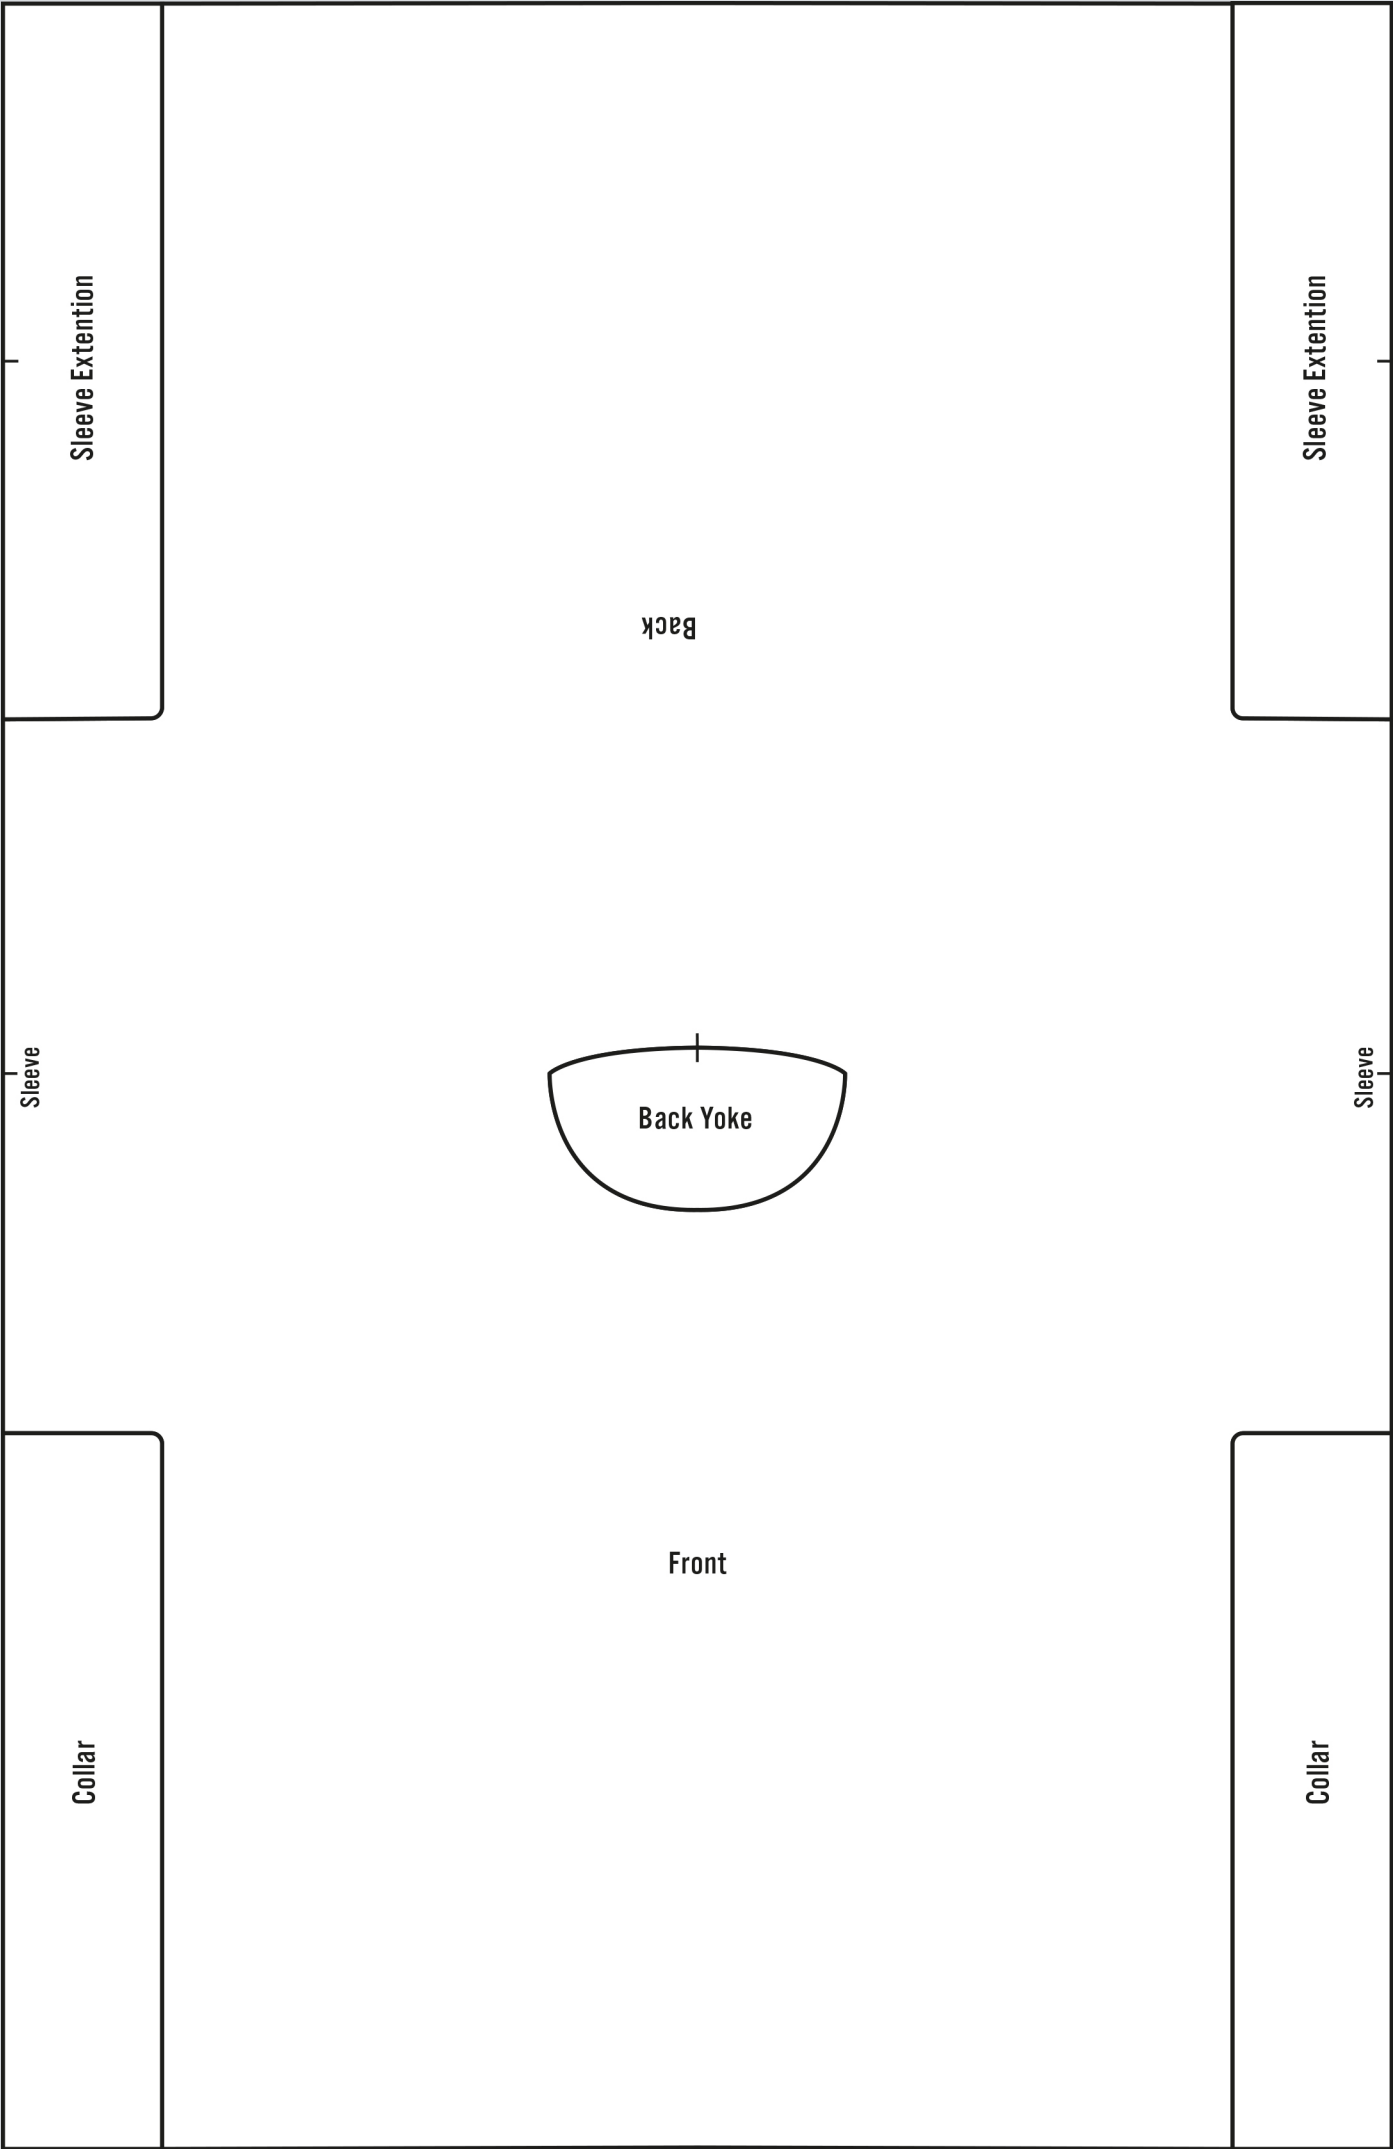 Sleeve Extention
Sleeve Extention
Back
Sleeve
Back Yoke
Sleeve
Front
Collar
Collar